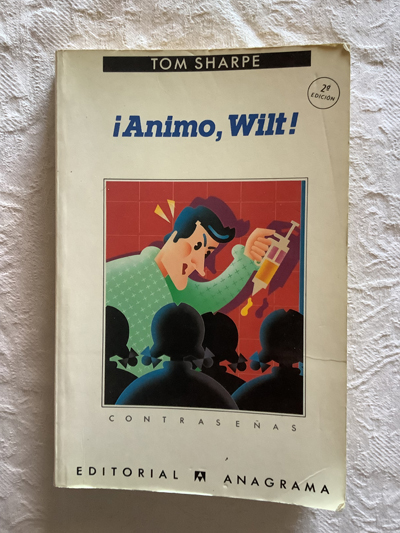 TOM SHARPE
2ª
EDICIÓN
¡Animo, Wilt!
CONTRASEÑAS
EDITORIAL ANAGRAMA